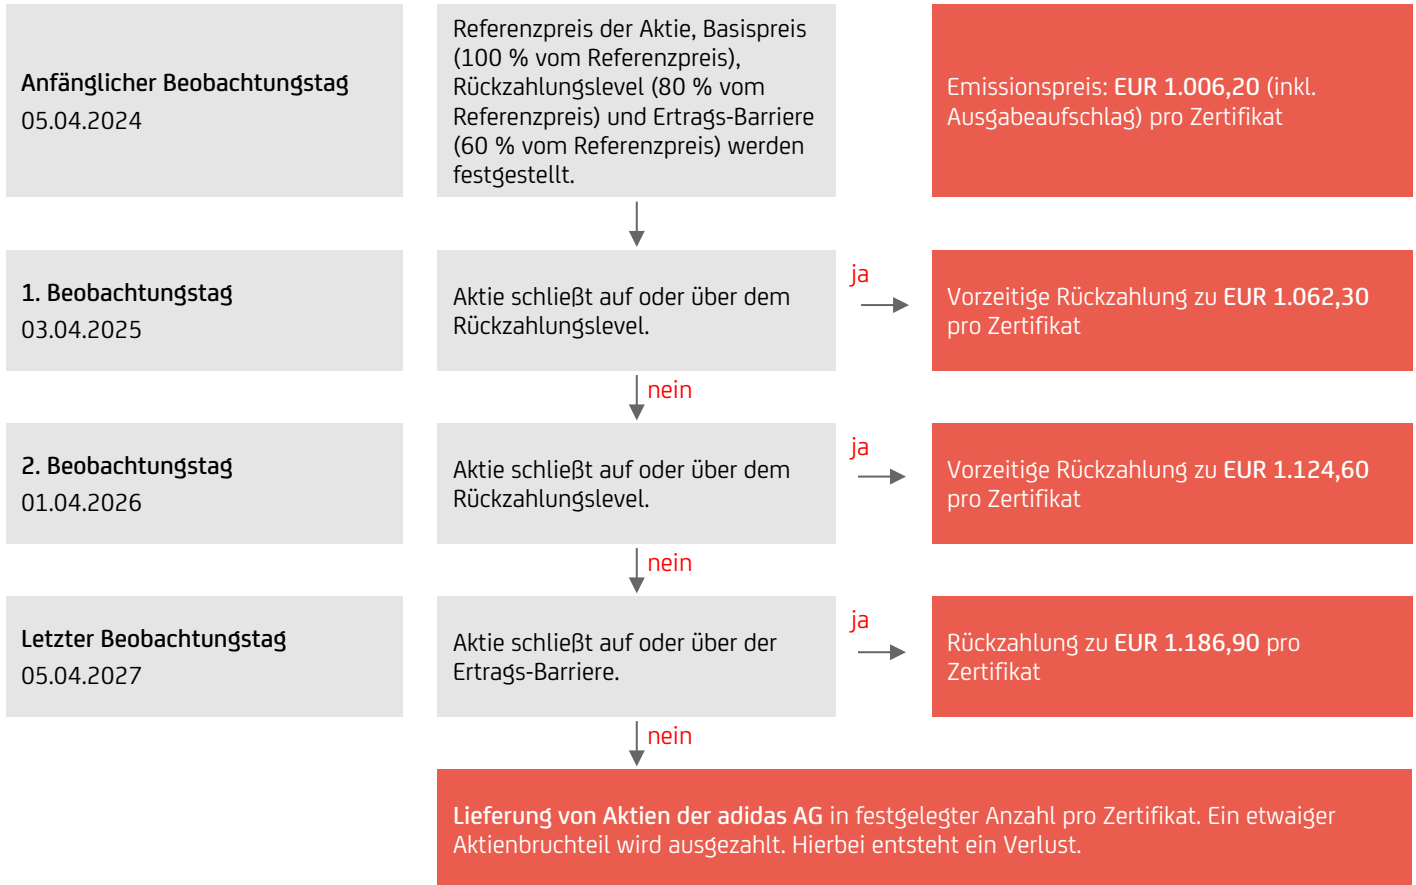 Anfänglicher Beobachtungstag
05.04.2024
Referenzpreis der Aktie, Basispreis
(100 % vom Referenzpreis),
Rückzahlungslevel (80 % vom
Referenzpreis) und Ertrags-Barriere
(60 % vom Referenzpreis) werden
festgestellt.
Emissionspreis: EUR 1.006,20 (inkl.
Ausgabeaufschlag) pro Zertifikat
1. Beobachtungstag
03.04.2025
Aktie schließt auf oder über dem
Rückzahlungslevel.
ja
Vorzeitige Rückzahlung zu EUR 1.062,30
pro Zertifikat
nein
2. Beobachtungstag
01.04.2026
Aktie schließt auf oder über dem
Rückzahlungslevel.
ja
Vorzeitige Rückzahlung zu EUR 1.124,60
pro Zertifikat
nein
Letzter Beobachtungstag
05.04.2027
Aktie schließt auf oder über der
Ertrags-Barriere.
ja
Rückzahlung zu EUR 1.186,90 pro
Zertifikat
nein
Lieferung von Aktien der adidas AG in festgelegter Anzahl pro Zertifikat. Ein etwaiger
Aktienbruchteil wird ausgezahlt. Hierbei entsteht ein Verlust.